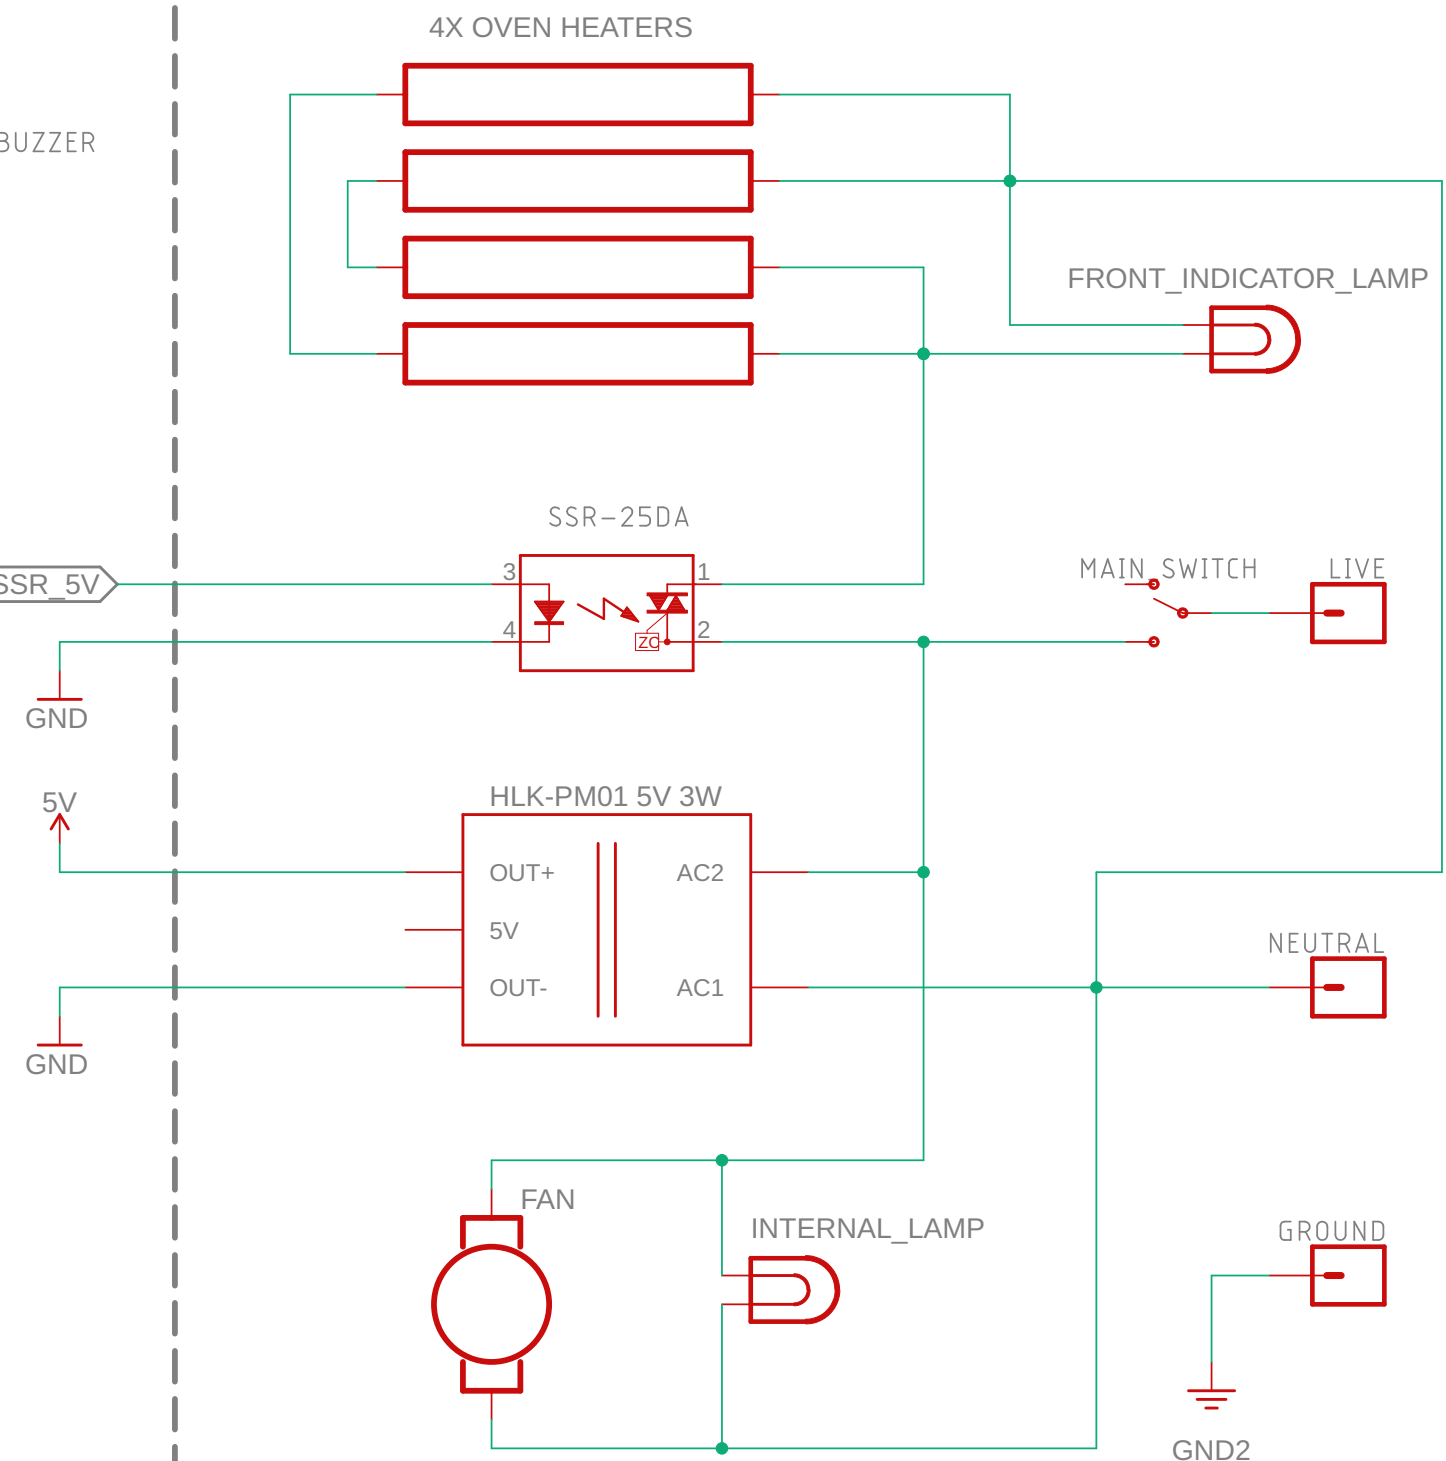 4X OVEN HEATERS
BUZZER
FRONT_INDICATOR_LAMP
SSR-25DA
MAIN_SWITCH
LIVE
SSR_5V
3
1
4
2
ZC
GND
5V
HLK-PM01 5V 3W
OUT+
AC2
5V
NEUTRAL
OUT-
AC1
GND
FAN
INTERNAL_LAMP
GROUND
GND2